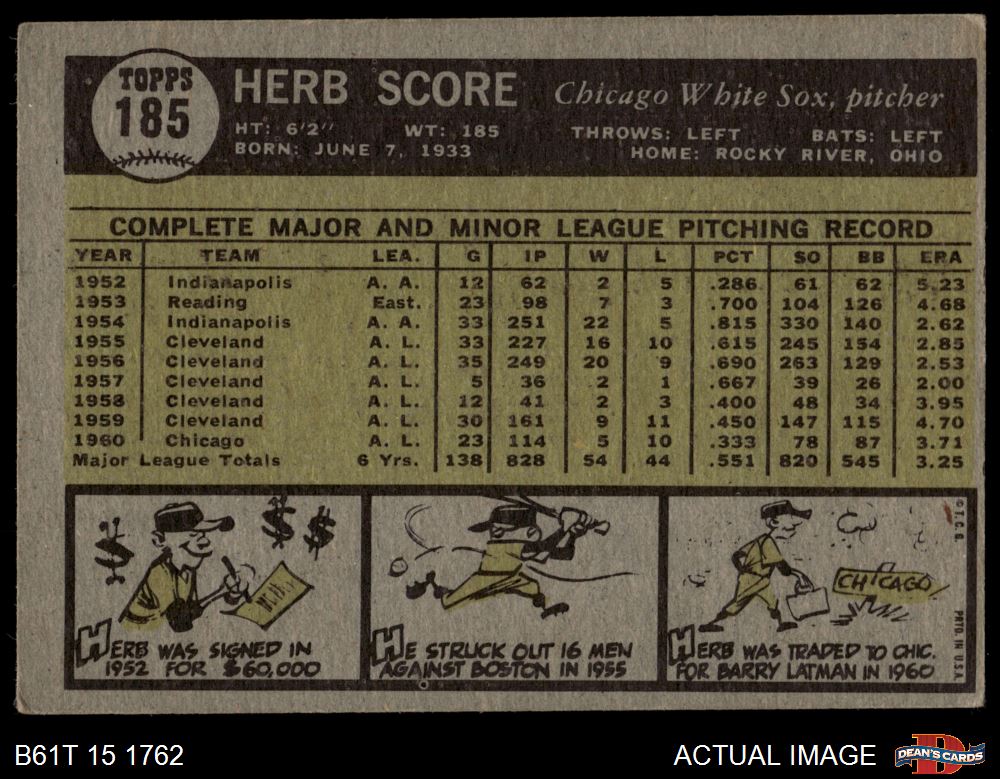 TOPPS
185
HERB SCORE Chicago White Sox, pitcher
HT: 6'2" WT: 185 THROWS: LEFT BATS: LEFT
BORN: JUNE 7, 1933 HOME: ROCKY RIVER, OHIO
COMPLETE MAJOR AND MINOR LEAGUE PITCHING RECORD
YEAR TEAM LEA. G IP W L PCT SO BB ERA
1952 Indianapolis A. A. 12 62 2 5 .286 61 62 5.23
1953 Reading East. 23 98 7 3 .700 104 126 4.68
1954 Indianapolis A. A. 33 251 22 5 .815 330 140 2.62
1955 Cleveland A. L. 33 227 16 10 .615 245 154 2.85
1956 Cleveland A. L. 35 249 20 9 .690 263 129 2.53
1957 Cleveland A. L. 5 36 2 1 .667 39 26 2.00
1958 Cleveland A. L. 12 41 2 3 .400 48 34 3.95
1959 Cleveland A. L. 30 161 9 11 .450 147 115 4.70
1960 Chicago A. L. 23 114 5 10 .333 78 87 3.71
Major League Totals 6 Yrs. 138 828 54 44 .551 820 545 3.25
$ $ $
HERB WAS SIGNED IN
1952 FOR $60,000
HE STRUCK OUT 16 MEN
AGAINST BOSTON IN 1955
CHICAGO
HERB WAS TRADED TO CHIC.
FOR BARRY LATMAN IN 1960
© T. C. G. PRTD. IN U.S.A.
B61T 15 1762 ACTUAL IMAGE
D
DEAN'S CARDS